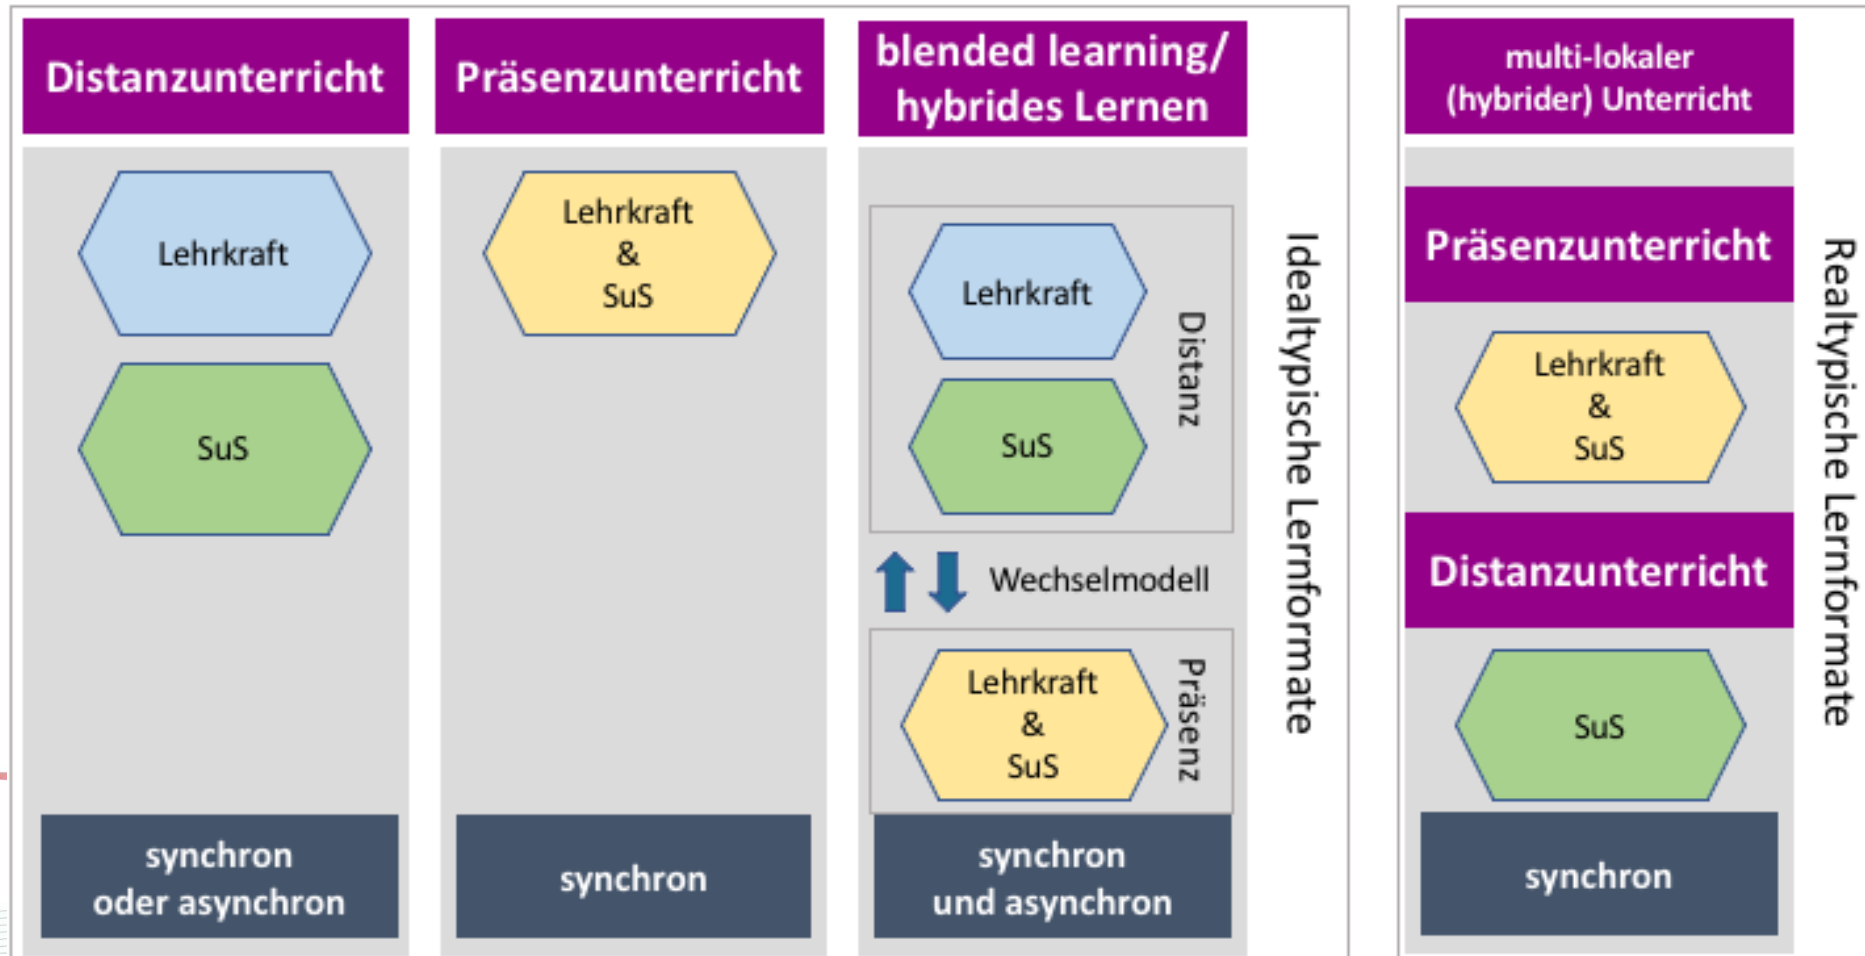 Distanzunterricht
Lehrkraft
SuS
synchron
oder asynchron
Präsenzunterricht
Lehrkraft
&
SuS
synchron
blended learning/
hybrides Lernen
Lehrkraft
SuS
Distanz
Wechselmodell
Lehrkraft
&
SuS
Präsenz
synchron
und asynchron
Idealtypische Lernformate
multi-lokaler
(hybrider) Unterricht
Präsenzunterricht
Lehrkraft
&
SuS
Distanzunterricht
SuS
synchron
Realtypische Lernformate